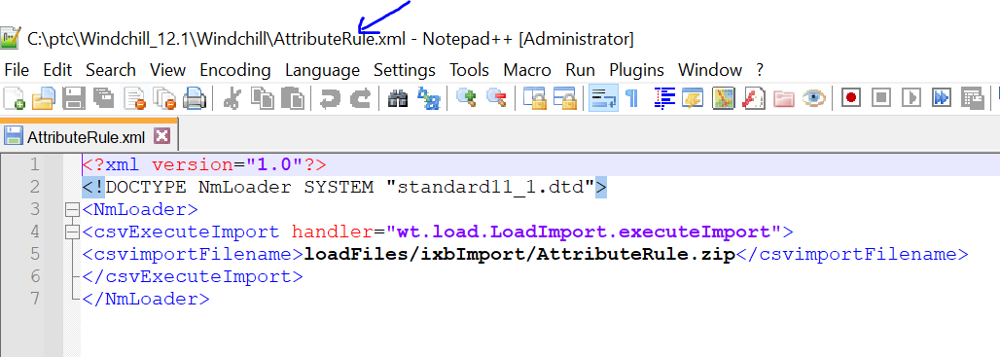 C:\ptc\Windchill_12.1\Windchill\AttributeRule.xml - Notepad++ [Administrator]
File Edit Search View Encoding Language Settings Tools Macro Run Plugins Window ?
AttributeRule.xml
1 <?xml version="1.0"?>
2 <!DOCTYPE NmLoader SYSTEM "standard11_1.dtd">
3 <NmLoader>
4 <csvExecuteImport handler="wt.load.LoadImport.executeImport">
5 <csvimportFilename>loadFiles/ixbImport/AttributeRule.zip</csvimportFilename>
6 </csvExecuteImport>
7 </NmLoader>